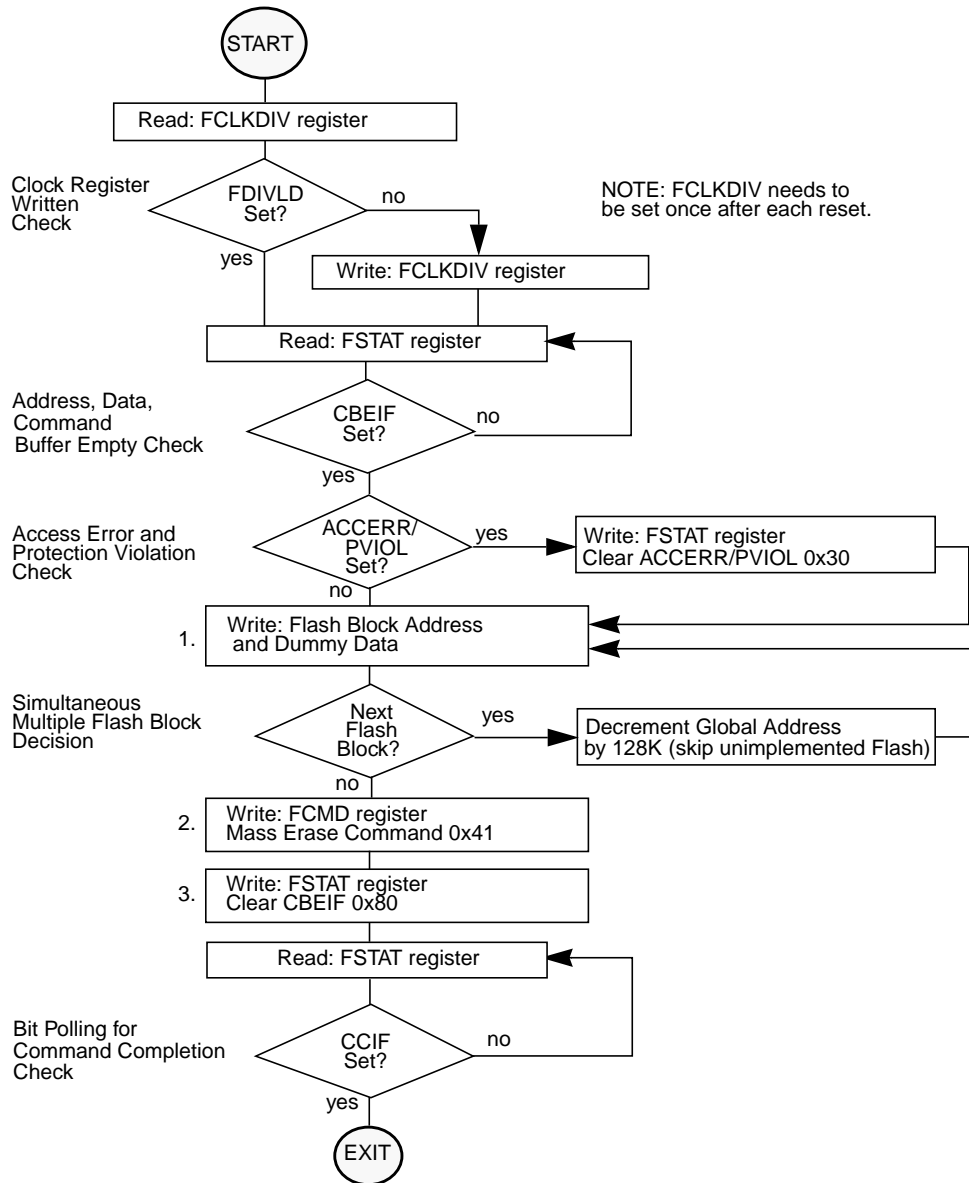 START
Read: FCLKDIV register
Clock Register
Written
Check
FDIVLD
Set?
no
yes
NOTE: FCLKDIV needs to
be set once after each reset.
Write: FCLKDIV register
Read: FSTAT register
Address, Data,
Command
Buffer Empty Check
CBEIF
Set?
no
yes
Access Error and
Protection Violation
Check
ACCERR/
PVIOL
Set?
yes
no
Write: FSTAT register
Clear ACCERR/PVIOL 0x30
1.
Write: Flash Block Address
and Dummy Data
Simultaneous
Multiple Flash Block
Decision
Next
Flash
Block?
yes
no
Decrement Global Address
by 128K (skip unimplemented Flash)
2.
Write: FCMD register
Mass Erase Command 0x41
3.
Write: FSTAT register
Clear CBEIF 0x80
Read: FSTAT register
Bit Polling for
Command Completion
Check
CCIF
Set?
no
yes
EXIT